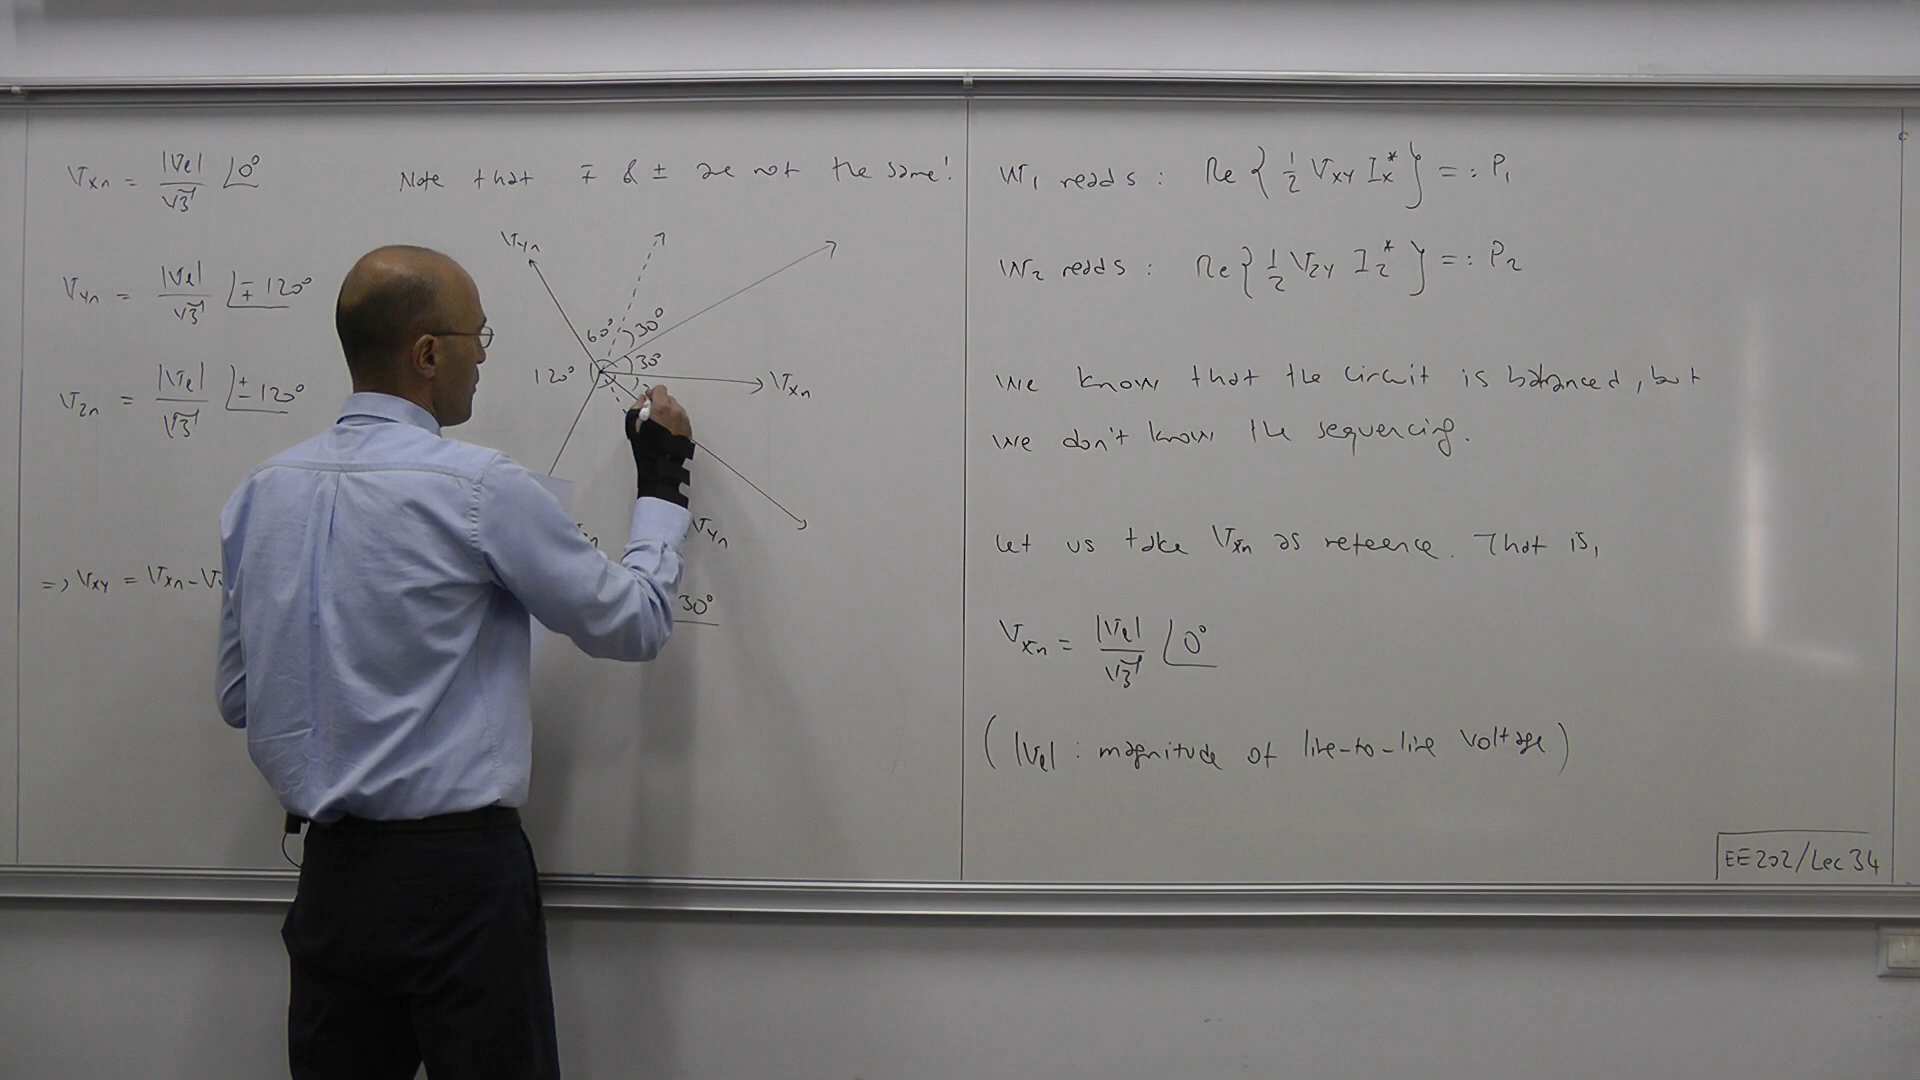 Vxn = |Vl|/√3 ∠0°
Note that ∓ & ± are not the same!
Vyn = |Vl|/√3 ∠∓120°
Vzn = |Vl|/√3 ∠±120°
Vyn
60° 30°
120° 30°
Vxn
Vyn
=> Vxy = Vxn - V
30°
W1 reads : Re { 1/2 Vxy Ix* } =: P1
W2 reads : Re { 1/2 Vzy Iz* } =: P2
We know that the circuit is balanced, but
we don't know the sequencing.
Let us take Vxn as reference. That is,
Vxn = |Vl|/√3 ∠0°
( |Vl| : magnitude of line-to-line voltage )
EE202/Lec 34